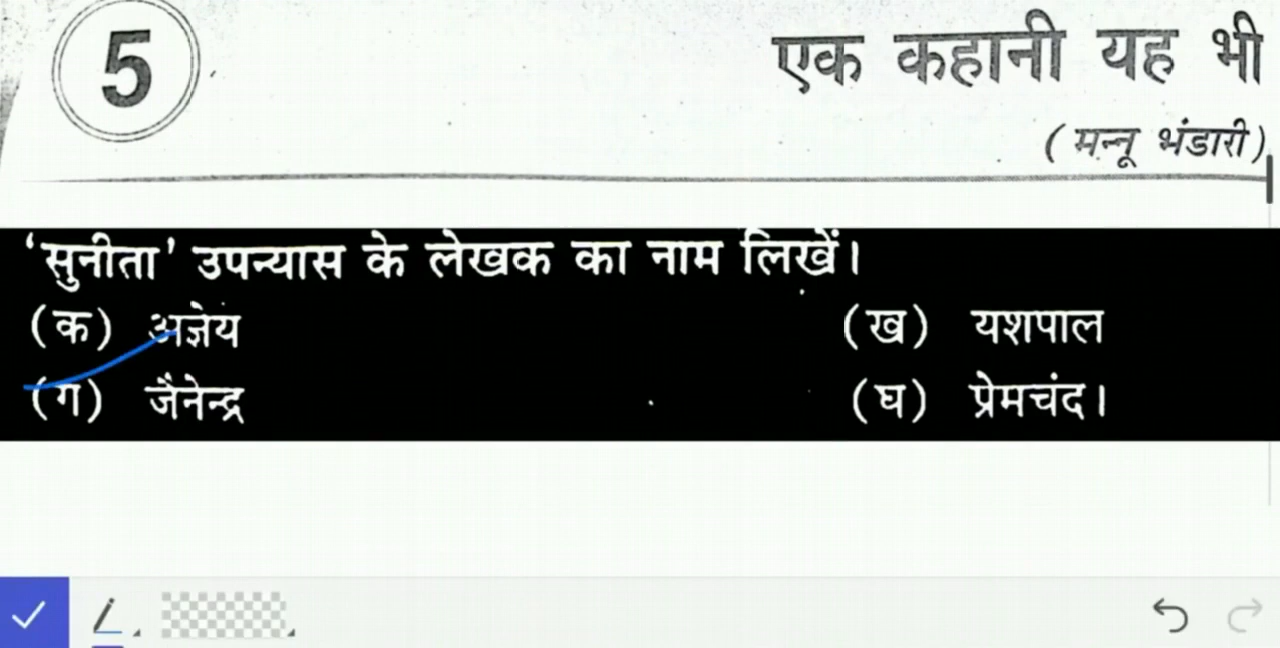 5
एक कहानी यह भी
( मन्नू भंडारी )
'सुनीता' उपन्यास के लेखक का नाम लिखें।
(क) अज्ञेय (ख) यशपाल
(ग) जैनेन्द्र (घ) प्रेमचंद।